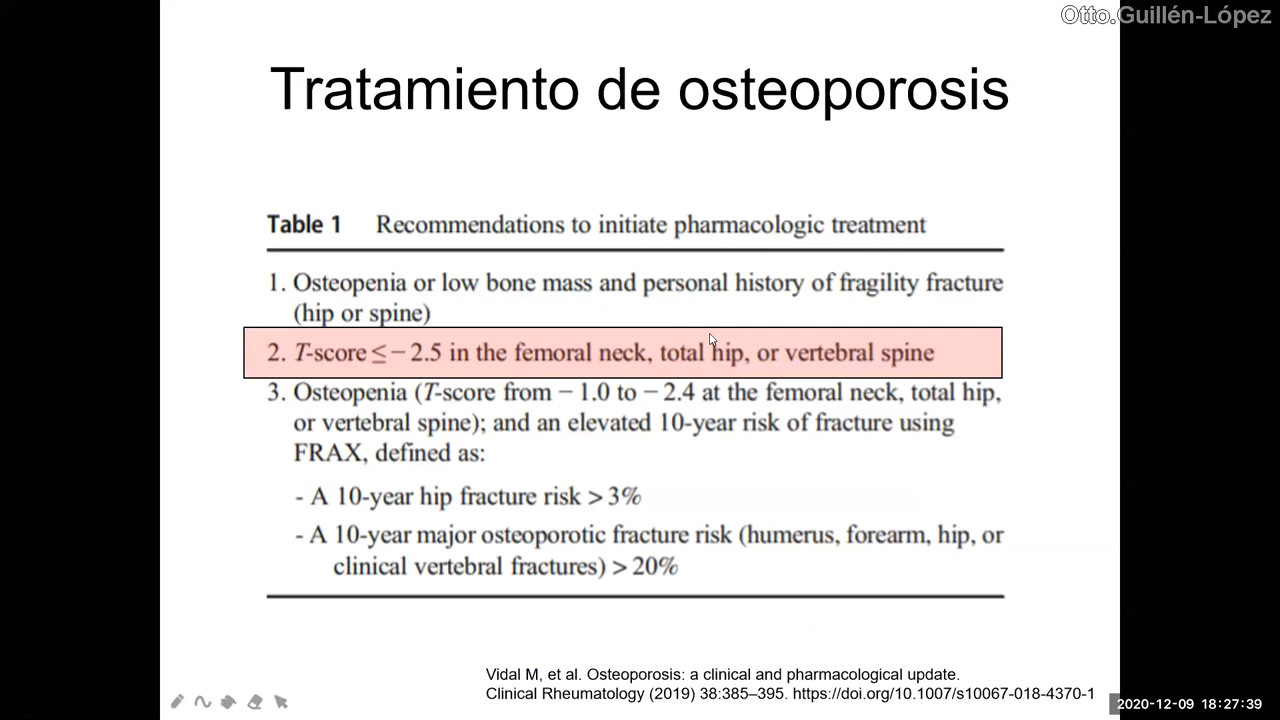 Otto.Guillén-López
Tratamiento de osteoporosis
Table 1 Recommendations to initiate pharmacologic treatment
1. Osteopenia or low bone mass and personal history of fragility fracture
(hip or spine)
2. T-score ≤ − 2.5 in the femoral neck, total hip, or vertebral spine
3. Osteopenia (T-score from − 1.0 to − 2.4 at the femoral neck, total hip,
or vertebral spine); and an elevated 10-year risk of fracture using
FRAX, defined as:
- A 10-year hip fracture risk > 3%
- A 10-year major osteoporotic fracture risk (humerus, forearm, hip, or
clinical vertebral fractures) > 20%
Vidal M, et al. Osteoporosis: a clinical and pharmacological update.
Clinical Rheumatology (2019) 38:385–395. https://doi.org/10.1007/s10067-018-4370-1
2020-12-09 18:27:39